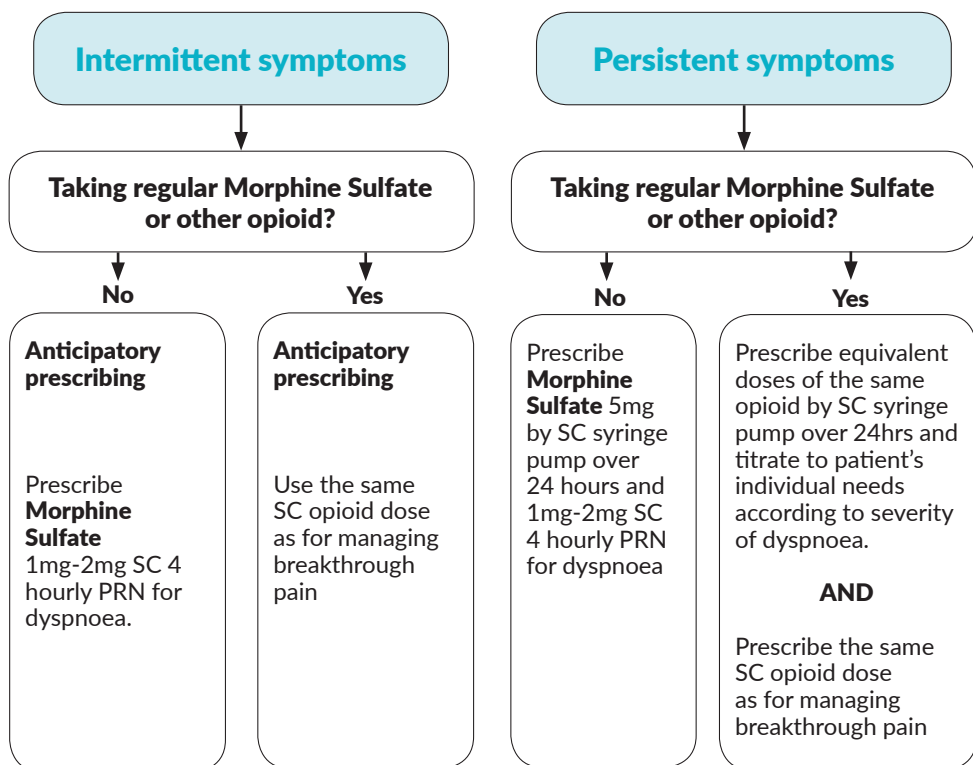 Intermittent symptoms
Taking regular Morphine Sulfate
or other opioid?
No
Anticipatory
prescribing
Prescribe
Morphine
Sulfate
1mg-2mg SC 4
hourly PRN for
dyspnoea.
Yes
Anticipatory
prescribing
Use the same
SC opioid dose
as for managing
breakthrough
pain
Persistent symptoms
Taking regular Morphine Sulfate
or other opioid?
No
Prescribe
Morphine
Sulfate 5mg
by SC syringe
pump over
24 hours and
1mg-2mg SC
4 hourly PRN
for dyspnoea
Yes
Prescribe equivalent
doses of the same
opioid by SC syringe
pump over 24hrs and
titrate to patient’s
individual needs
according to severity
of dyspnoea.
AND
Prescribe the same
SC opioid dose
as for managing
breakthrough pain